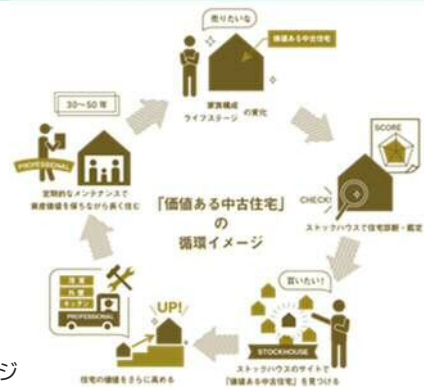 売りたいな
価値ある中古住宅
家族構成
ライフステージ の変化
30〜50年
PROFESSIONAL
定期的なメンテナンスで
資産価値を保ちながら長く住む
SCORE
CHECK!
ストックハウスで住宅診断・鑑定
「価値ある中古住宅」
の
循環イメージ
買いたい!
STOCKHOUSE
ストックハウスのサイトで
「価値ある中古住宅」を見つける
UP!
住宅の価値をさらに高める
外壁
キッチン
PROFESSIONAL
ジ